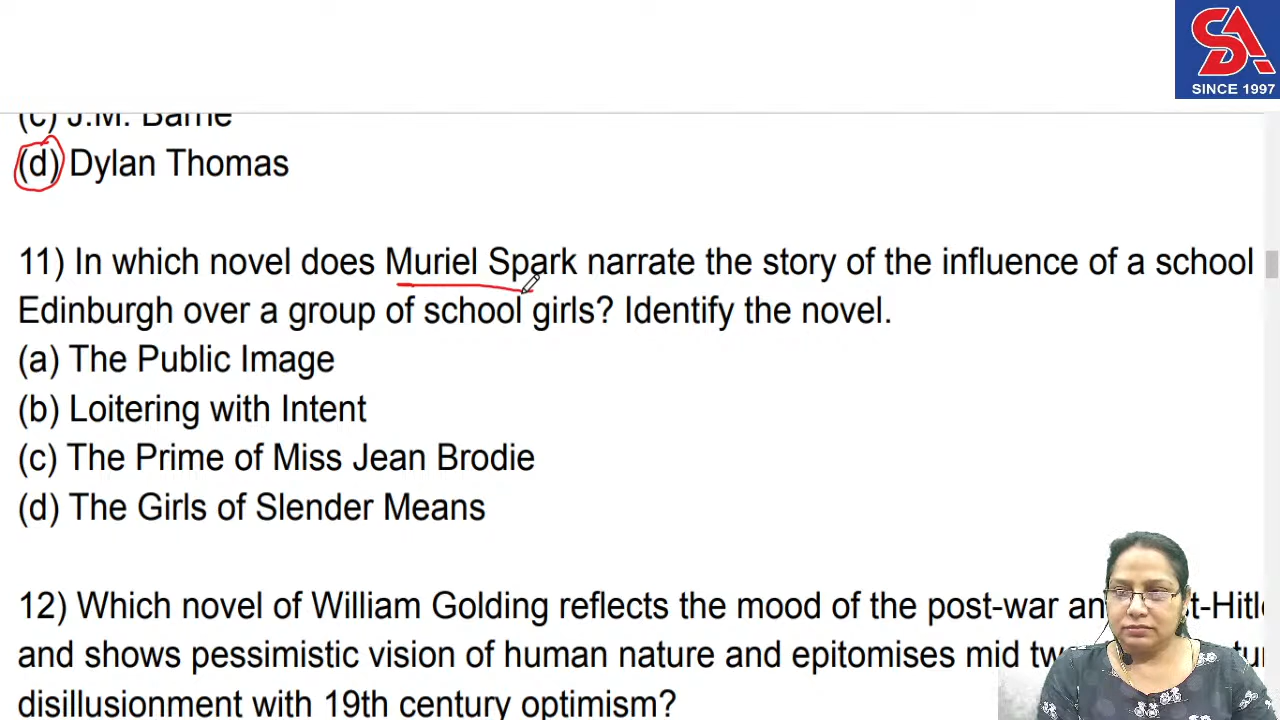 SA
SINCE 1997
(c) J.M. Barrie
(d) Dylan Thomas
11) In which novel does Muriel Spark narrate the story of the influence of a school
Edinburgh over a group of school girls? Identify the novel.
(a) The Public Image
(b) Loitering with Intent
(c) The Prime of Miss Jean Brodie
(d) The Girls of Slender Means
12) Which novel of William Golding reflects the mood of the post-war
and shows pessimistic vision of human nature and epitomises mid
disillusionment with 19th century optimism?